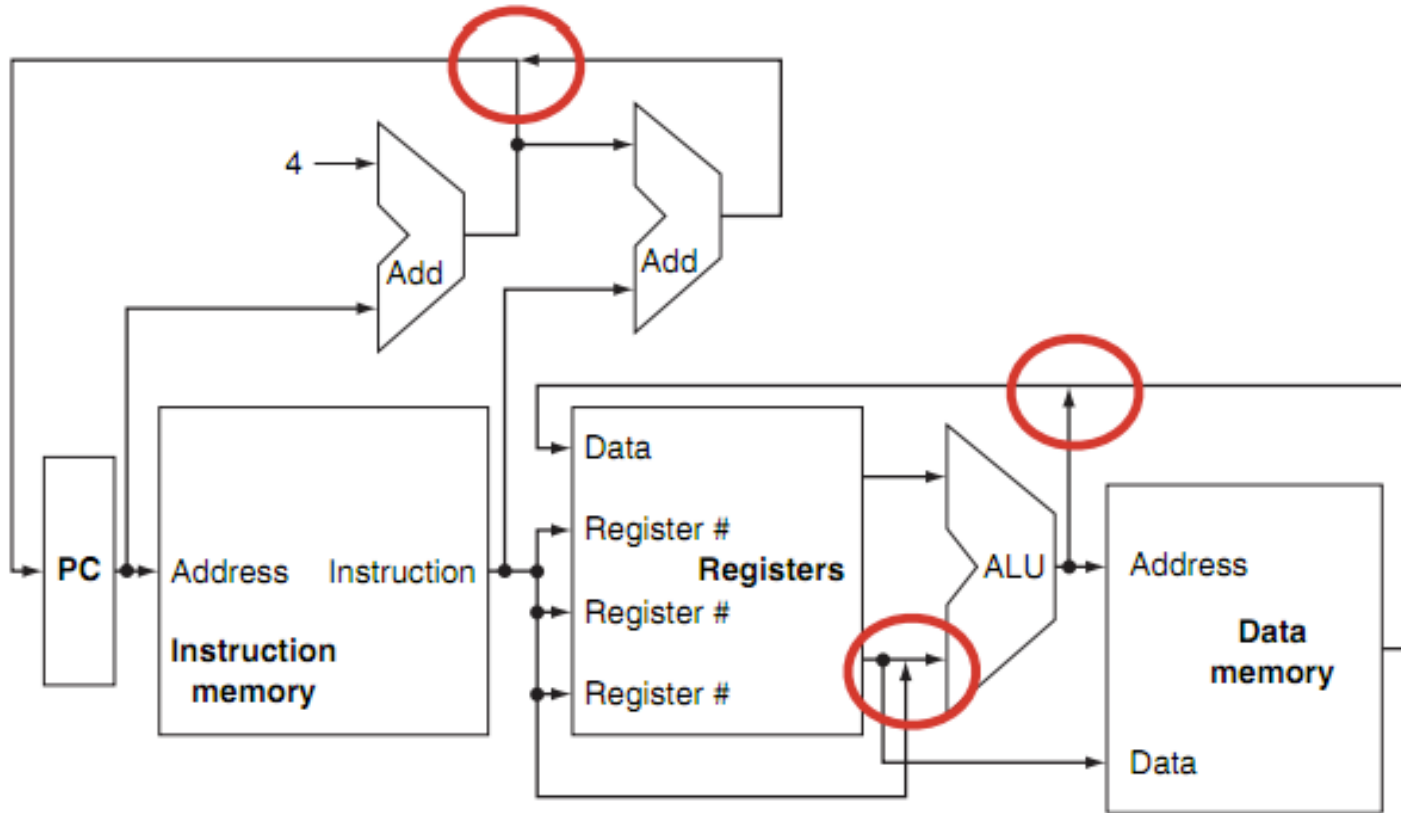 4
Add
Add
Data
Register #
PC
Address
Instruction
Registers
ALU
Address
Register #
Instruction
memory
Data
memory
Register #
Data